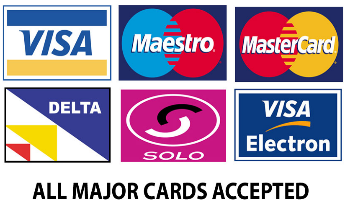 VISA
Maestro
MasterCard
DELTA
SOLO
VISA
Electron
ALL MAJOR CARDS ACCEPTED